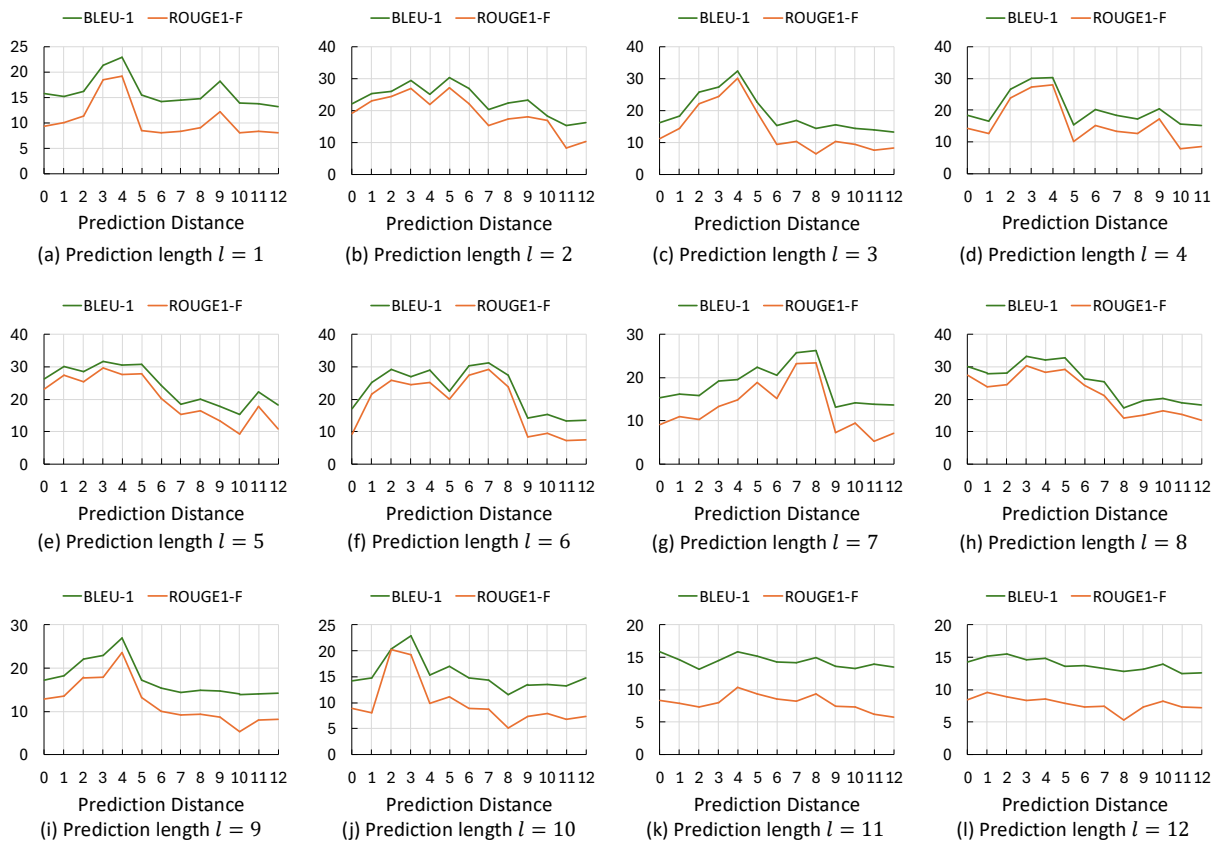 BLEU-1 ROUGE1-F
25
20
15
10
5
0
0 1 2 3 4 5 6 7 8 9 10 11 12
Prediction Distance
(a) Prediction length l = 1
BLEU-1 ROUGE1-F
40
30
20
10
0
0 1 2 3 4 5 6 7 8 9 10 11 12
Prediction Distance
(b) Prediction length l = 2
BLEU-1 ROUGE1-F
40
30
20
10
0
0 1 2 3 4 5 6 7 8 9 10 11 12
Prediction Distance
(c) Prediction length l = 3
BLEU-1 ROUGE1-F
40
30
20
10
0
0 1 2 3 4 5 6 7 8 9 10 11
Prediction Distance
(d) Prediction length l = 4
BLEU-1 ROUGE1-F
40
30
20
10
0
0 1 2 3 4 5 6 7 8 9 10 11 12
Prediction Distance
(e) Prediction length l = 5
BLEU-1 ROUGE1-F
40
30
20
10
0
0 1 2 3 4 5 6 7 8 9 10 11 12
Prediction Distance
(f) Prediction length l = 6
BLEU-1 ROUGE1-F
30
20
10
0
0 1 2 3 4 5 6 7 8 9 10 11 12
Prediction Distance
(g) Prediction length l = 7
BLEU-1 ROUGE1-F
40
30
20
10
0
0 1 2 3 4 5 6 7 8 9 10 11 12
Prediction Distance
(h) Prediction length l = 8
BLEU-1 ROUGE1-F
30
20
10
0
0 1 2 3 4 5 6 7 8 9 10 11 12
Prediction Distance
(i) Prediction length l = 9
BLEU-1 ROUGE1-F
25
20
15
10
5
0
0 1 2 3 4 5 6 7 8 9 10 11 12
Prediction Distance
(j) Prediction length l = 10
BLEU-1 ROUGE1-F
20
15
10
5
0
0 1 2 3 4 5 6 7 8 9 10 11 12
Prediction Distance
(k) Prediction length l = 11
BLEU-1 ROUGE1-F
20
15
10
5
0
0 1 2 3 4 5 6 7 8 9 10 11 12
Prediction Distance
(l) Prediction length l = 12